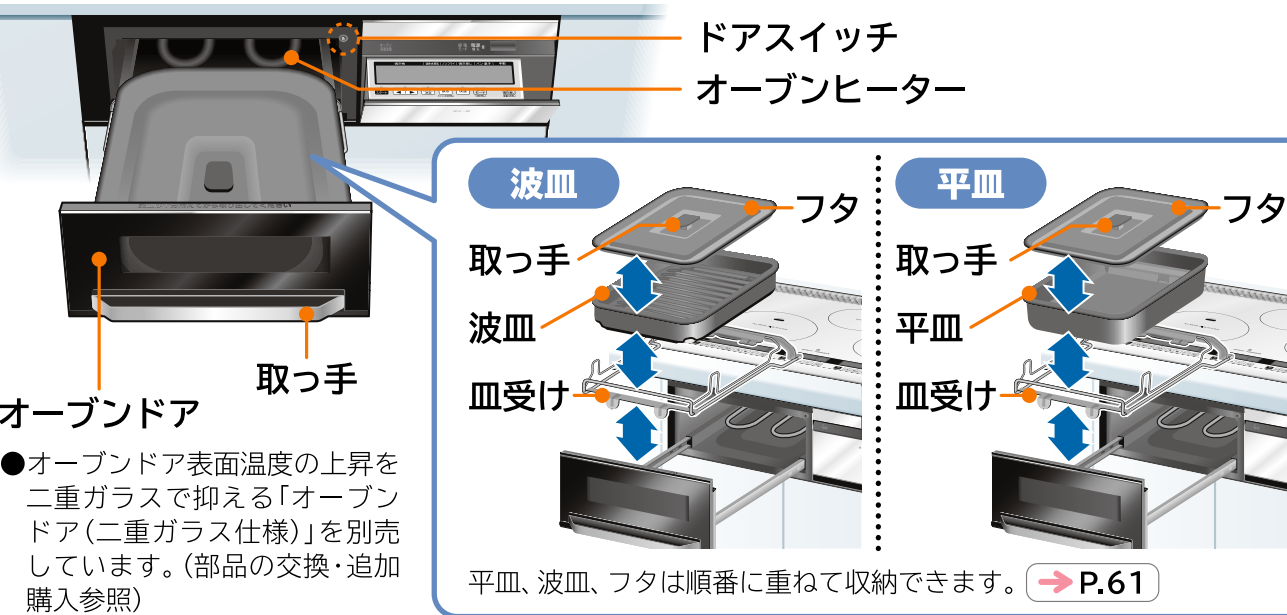 ドアスイッチ
オーブンヒーター
取っ手
オーブンドア
●オーブンドア表面温度の上昇を
二重ガラスで抑える「オーブン
ドア(二重ガラス仕様)」を別売
しています。(部品の交換・追加
購入参照)
波皿
フタ
取っ手
波皿
皿受け
平皿
フタ
取っ手
平皿
皿受け
平皿、波皿、フタは順番に重ねて収納できます。 → P.61